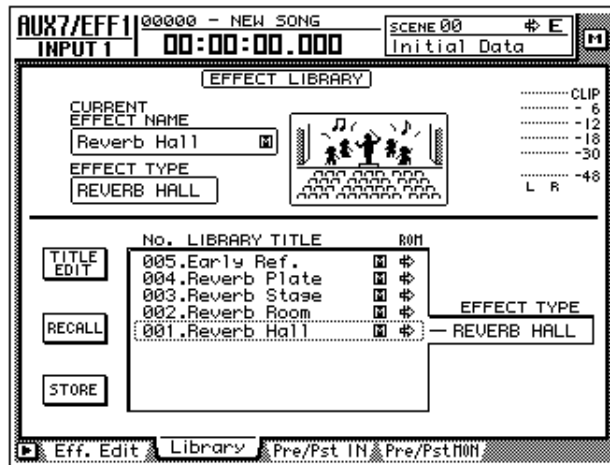 AUX7/EFF1
INPUT 1
00000 - NEW SONG
00:00:00.000
SCENE 00 E
Initial Data
M
EFFECT LIBRARY
CURRENT
EFFECT NAME
Reverb Hall M
EFFECT TYPE
REVERB HALL
CLIP
- 6
-12
-18
-30
-48
L R
No. LIBRARY TITLE ROM
005.Early Ref. M
004.Reverb Plate M
003.Reverb Stage M
002.Reverb Room M
001.Reverb Hall M
TITLE
EDIT
RECALL
STORE
EFFECT TYPE
REVERB HALL
Eff. Edit Library Pre/Pst IN Pre/PstMON